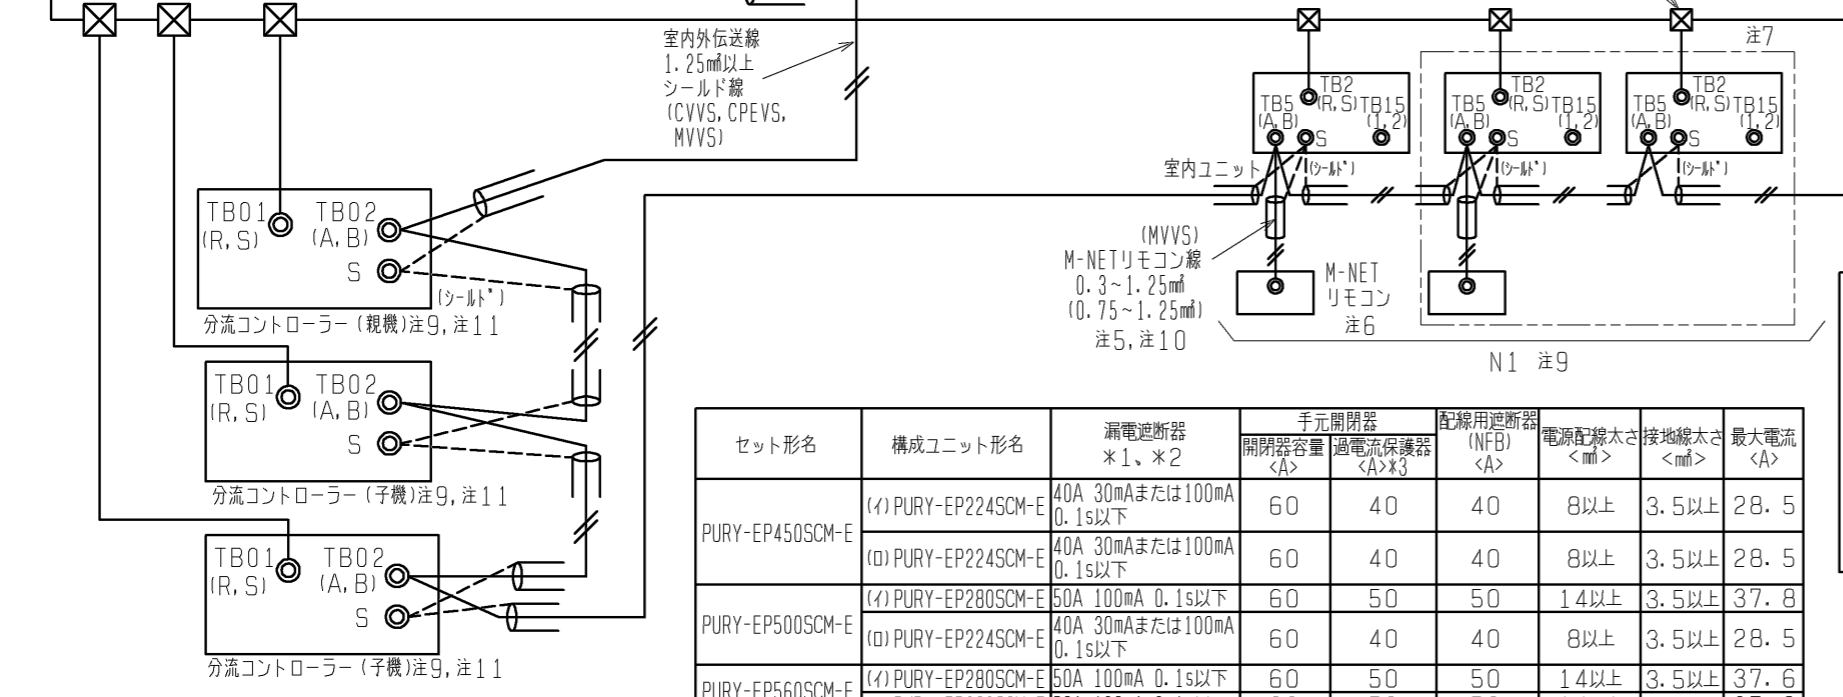 室内外伝送線
1.25㎟以上
シールド線
(CVVS,CPEVS,
MVVS)
注7
TB2
(R,S)
TB5
(A,B)
TB15
(1,2)
S
TB2
(R,S)
TB5
(A,B)
TB15
(1,2)
S
TB2
(R,S)
TB5
(A,B)
TB15
(1,2)
S
室内ユニット
(シールド)
(シールド)
(シールド)
(MVVS)
M-NETリモコン線
0.3~1.25㎟
(0.75~1.25㎟)
注5,注10
M-NET
リモコン
注6
N1 注9
TB01
(R,S)
TB02
(A,B)
S
(シールド)
分流コントローラー(親機)注9,注11
TB01
(R,S)
TB02
(A,B)
S
分流コントローラー(子機)注9,注11
TB01
(R,S)
TB02
(A,B)
S
分流コントローラー(子機)注9,注11
セット形名 構成ユニット形名 漏電遮断器 *1、*2 手元開閉器 開閉器容量 <A> 過電流保護器 <A>*3 配線用遮断器 (NFB) <A> 電源配線太さ <㎟> 接地線太さ <㎟> 最大電流 <A>
PURY-EP450SCM-E (イ)PURY-EP224SCM-E 40A 30mAまたは100mA 0.1s以下 60 40 40 8以上 3.5以上 28.5
(ロ)PURY-EP224SCM-E 40A 30mAまたは100mA 0.1s以下 60 40 40 8以上 3.5以上 28.5
PURY-EP500SCM-E (イ)PURY-EP280SCM-E 50A 100mA 0.1s以下 60 50 50 14以上 3.5以上 37.8
(ロ)PURY-EP224SCM-E 40A 30mAまたは100mA 0.1s以下 60 40 40 8以上 3.5以上 28.5
PURY-EP560SCM-E (イ)PURY-EP280SCM-E 50A 100mA 0.1s以下 60 50 50 14以上 3.5以上 37.6